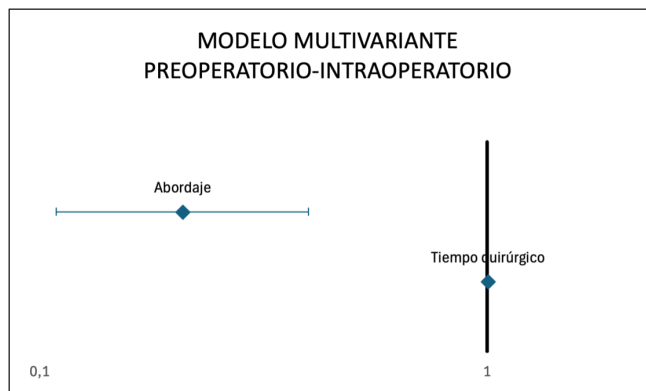 MODELO MULTIVARIANTE
PREOPERATORIO-INTRAOPERATORIO
Abordaje
Tiempo quirúrgico
0,1
1